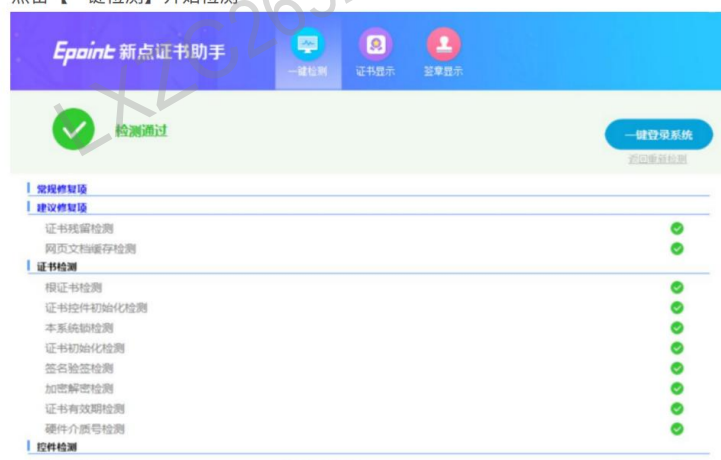 点击【一键检测】开始检测
Epoint 新点证书助手
一键检测 证书显示 签章显示
检测通过
一键登录系统
返回重新检测
常规修复项
建议修复项
证书残留检测
网页文档缓存检测
证书检测
根证书检测
证书控件初始化检测
本系统锁检测
证书初始化检测
签名验签检测
加密解密检测
证书有效期检测
硬件介质号检测
控件检测